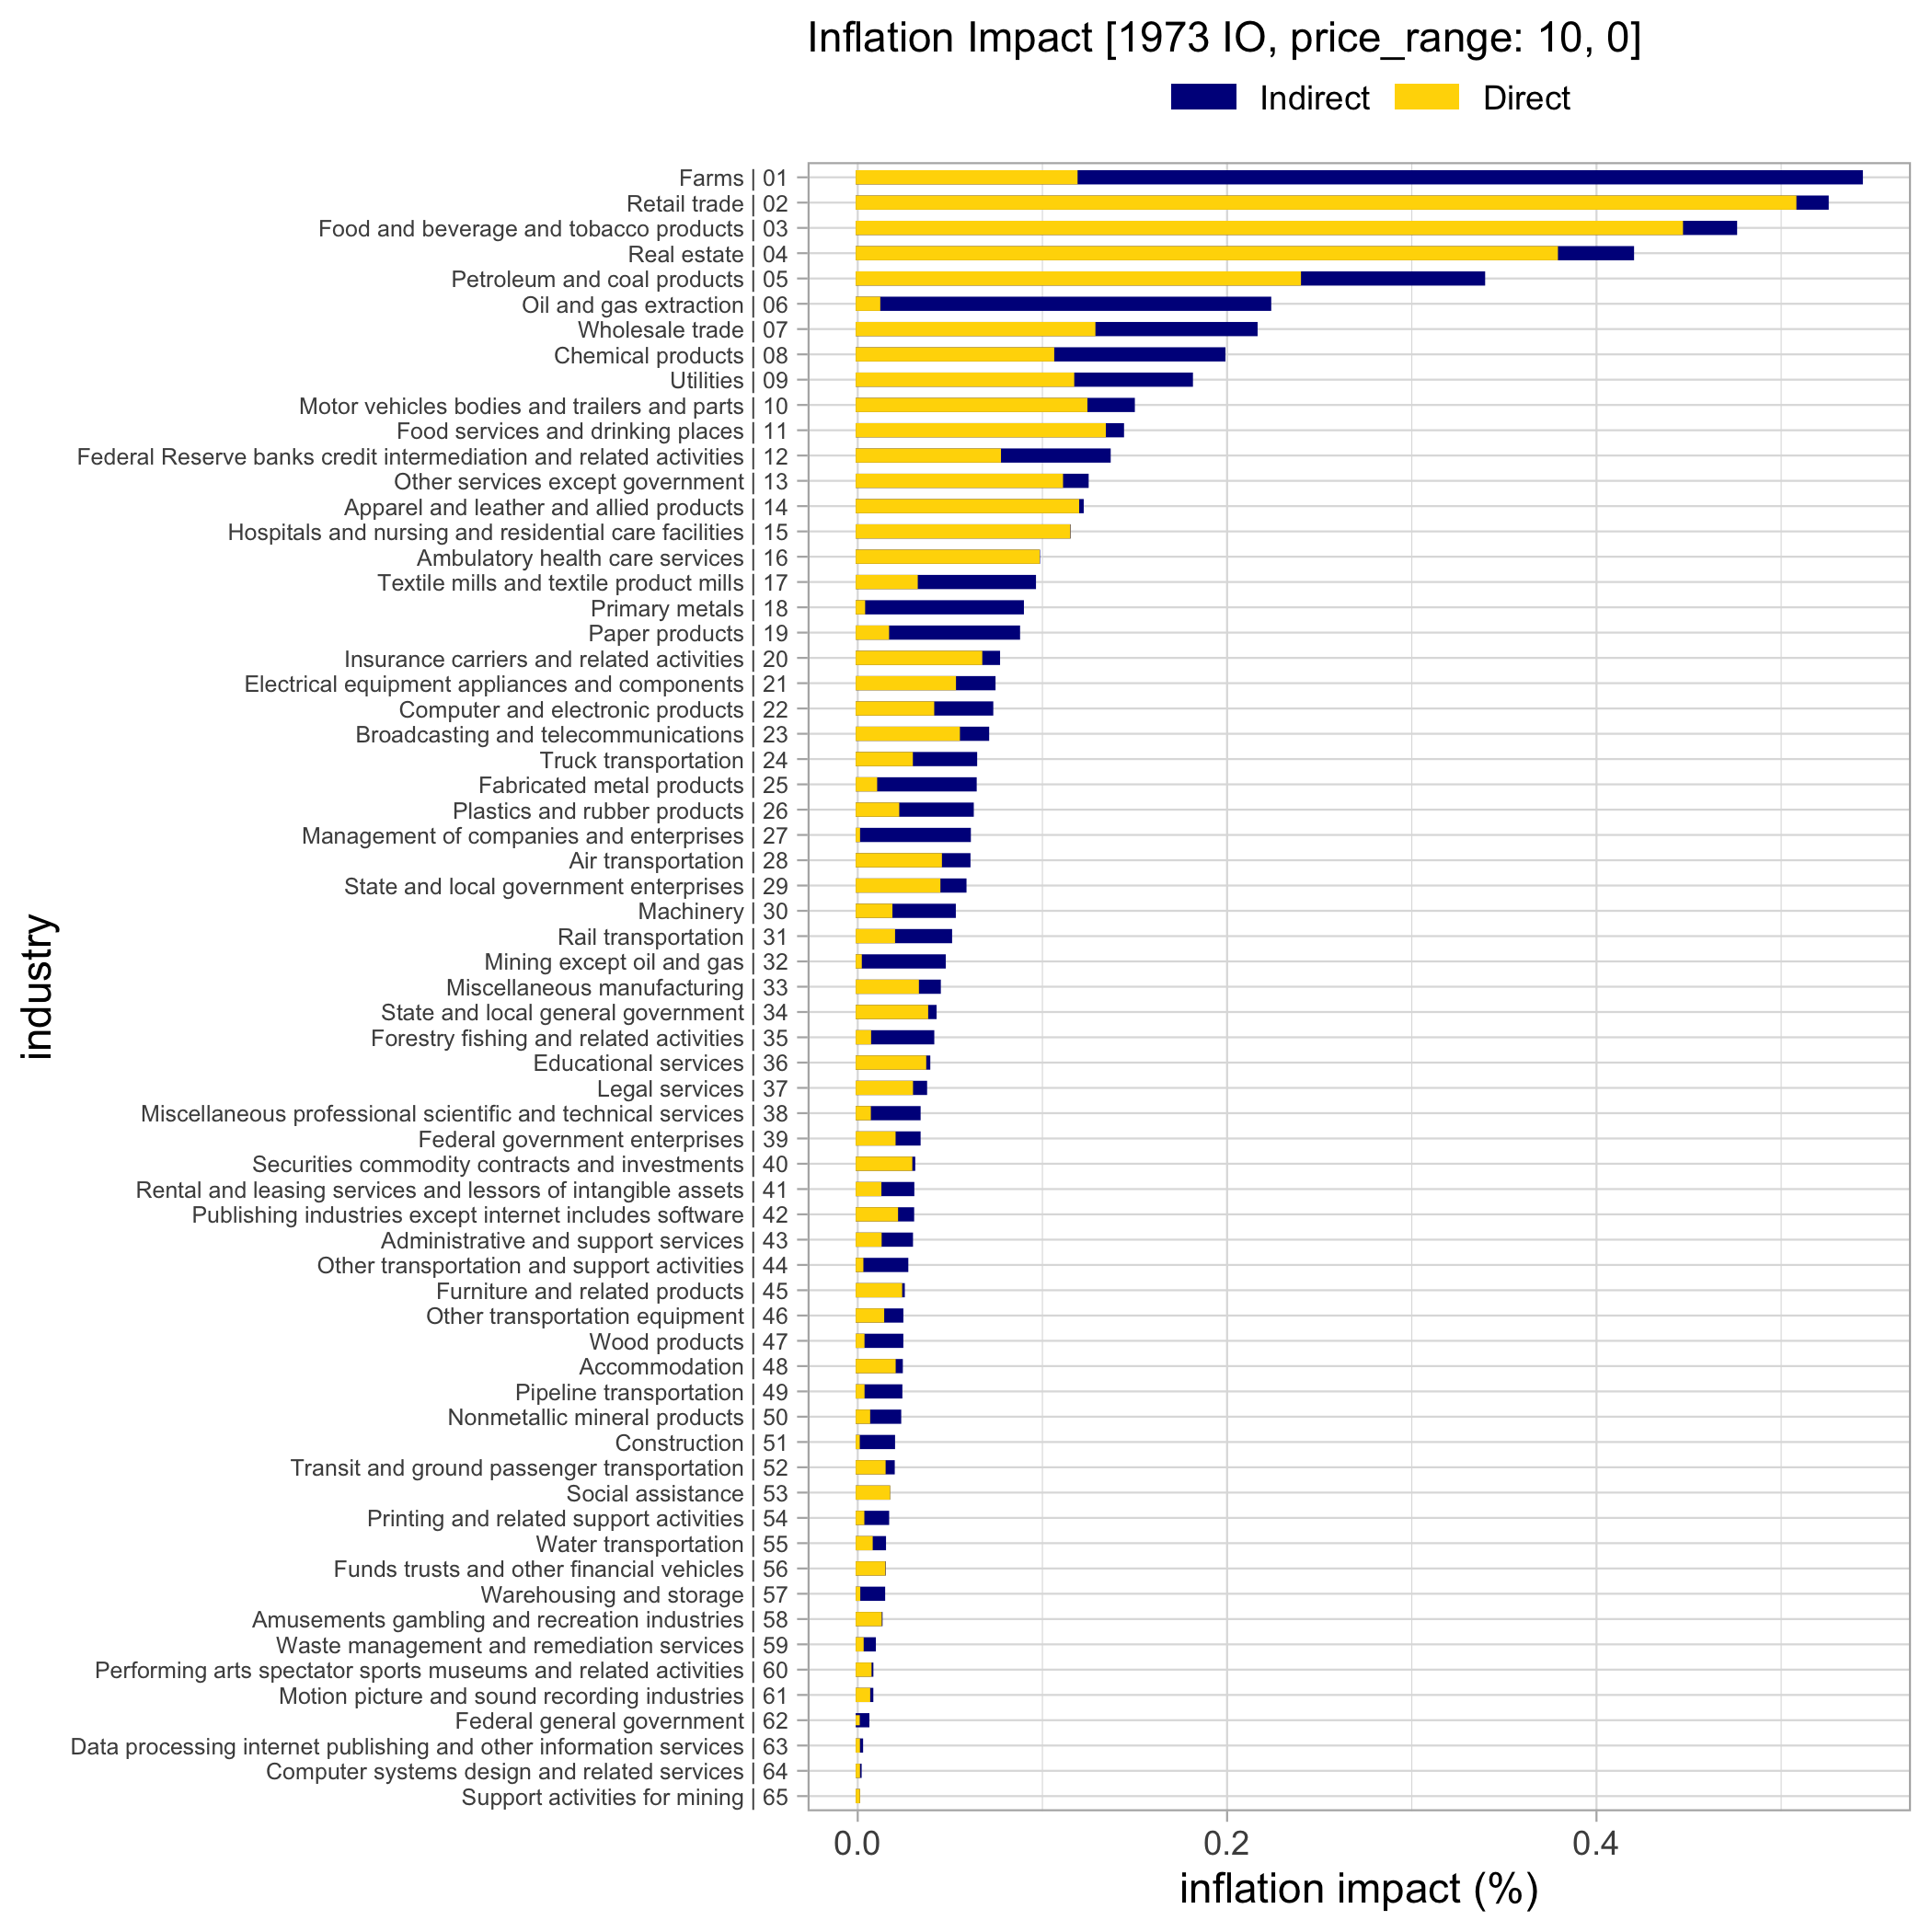 Inflation Impact [1973 IO, price_range: 10, 0]
Indirect Direct
Farms | 01
Retail trade | 02
Food and beverage and tobacco products | 03
Real estate | 04
Petroleum and coal products | 05
Oil and gas extraction | 06
Wholesale trade | 07
Chemical products | 08
Utilities | 09
Motor vehicles bodies and trailers and parts | 10
Food services and drinking places | 11
Federal Reserve banks credit intermediation and related activities | 12
Other services except government | 13
Apparel and leather and allied products | 14
Hospitals and nursing and residential care facilities | 15
Ambulatory health care services | 16
Textile mills and textile product mills | 17
Primary metals | 18
Paper products | 19
Insurance carriers and related activities | 20
Electrical equipment appliances and components | 21
Computer and electronic products | 22
Broadcasting and telecommunications | 23
Truck transportation | 24
Fabricated metal products | 25
Plastics and rubber products | 26
Management of companies and enterprises | 27
Air transportation | 28
State and local government enterprises | 29
Machinery | 30
Rail transportation | 31
Mining except oil and gas | 32
Miscellaneous manufacturing | 33
State and local general government | 34
Forestry fishing and related activities | 35
Educational services | 36
Legal services | 37
Miscellaneous professional scientific and technical services | 38
Federal government enterprises | 39
Securities commodity contracts and investments | 40
Rental and leasing services and lessors of intangible assets | 41
Publishing industries except internet includes software | 42
Administrative and support services | 43
Other transportation and support activities | 44
Furniture and related products | 45
Other transportation equipment | 46
Wood products | 47
Accommodation | 48
Pipeline transportation | 49
Nonmetallic mineral products | 50
Construction | 51
Transit and ground passenger transportation | 52
Social assistance | 53
Printing and related support activities | 54
Water transportation | 55
Funds trusts and other financial vehicles | 56
Warehousing and storage | 57
Amusements gambling and recreation industries | 58
Waste management and remediation services | 59
Performing arts spectator sports museums and related activities | 60
Motion picture and sound recording industries | 61
Federal general government | 62
Data processing internet publishing and other information services | 63
Computer systems design and related services | 64
Support activities for mining | 65
industry
0.0 0.2 0.4
inflation impact (%)